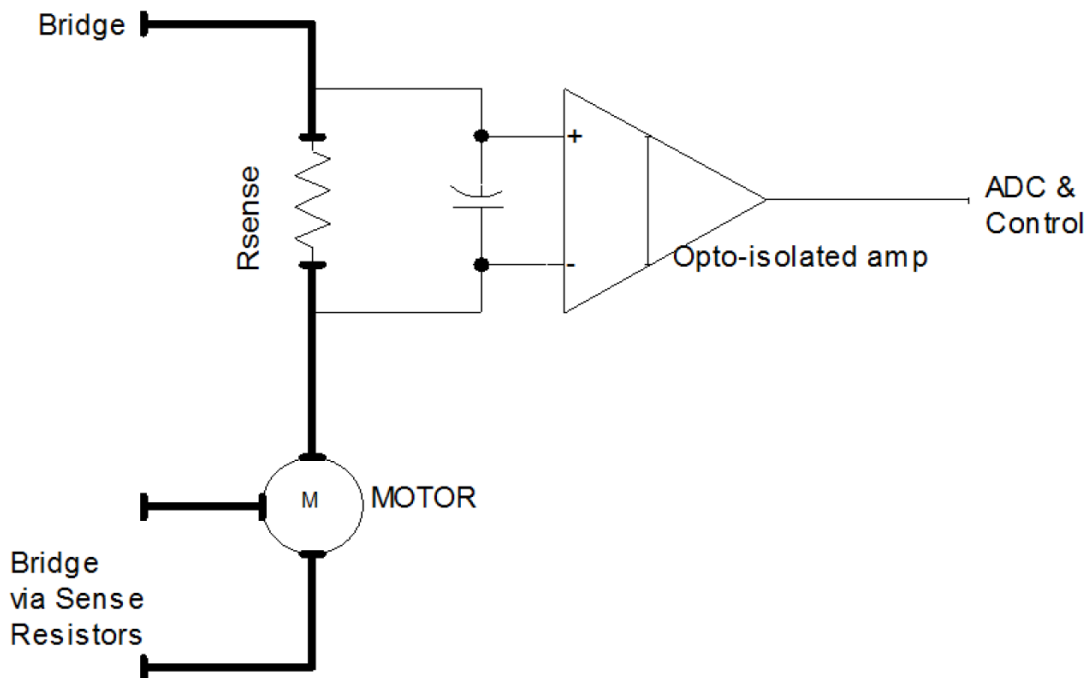 Bridge
Rsense
+
-
Opto-isolated amp
ADC &
Control
M
MOTOR
Bridge
via Sense
Resistors